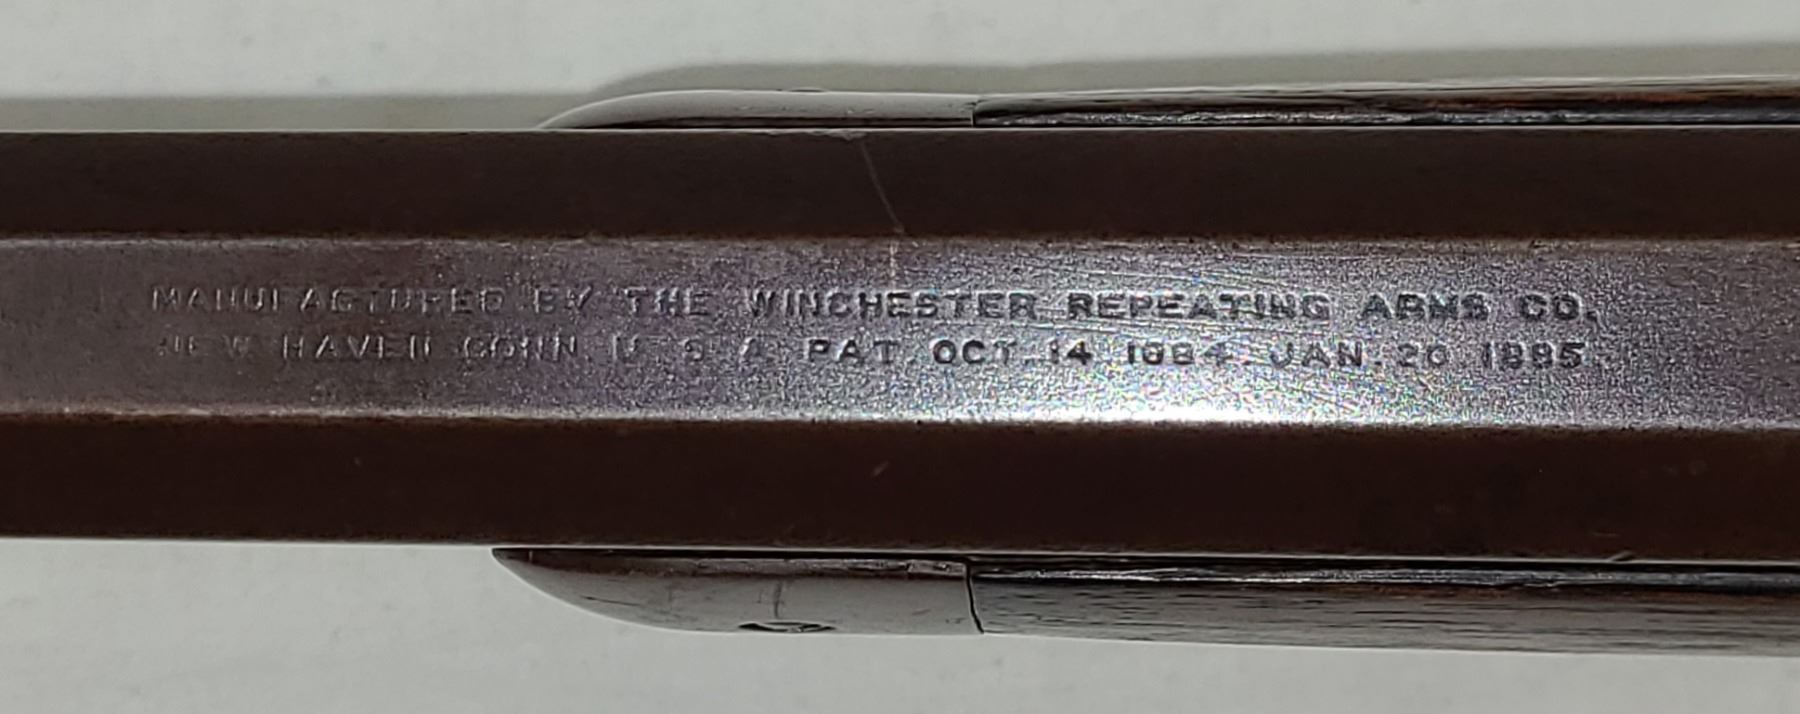 MANUFACTURED BY THE WINCHESTER REPEATING ARMS CO.
NEW HAVEN CONN. U. S. A. PAT. OCT. 14 1884 JAN. 20 1885.